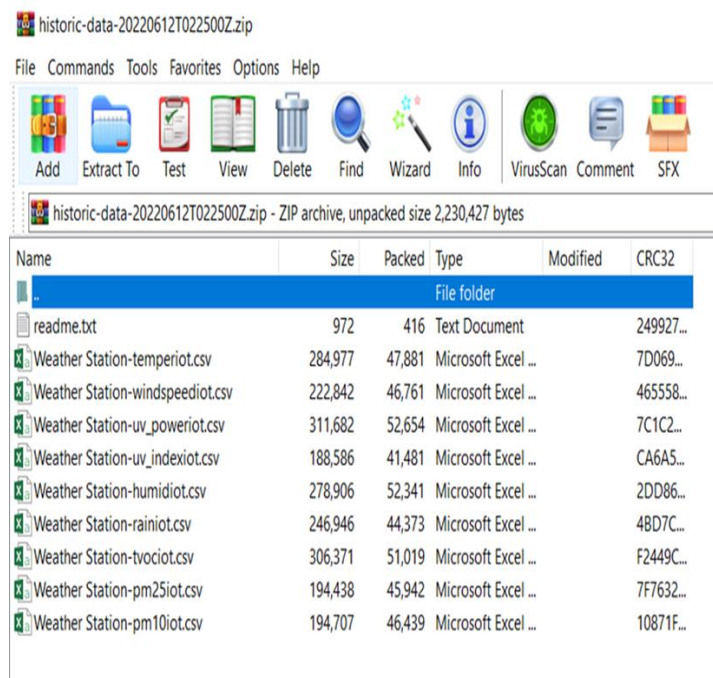 historic-data-20220612T022500Z.zip
File Commands Tools Favorites Options Help
Add Extract To Test View Delete Find Wizard Info VirusScan Comment SFX
historic-data-20220612T022500Z.zip - ZIP archive, unpacked size 2,230,427 bytes
Name Size Packed Type Modified CRC32
.. File folder
readme.txt 972 416 Text Document 249927...
Weather Station-temperiot.csv 284,977 47,881 Microsoft Excel ... 7D069...
Weather Station-windspeediot.csv 222,842 46,761 Microsoft Excel ... 465558...
Weather Station-uv_poweriot.csv 311,682 52,654 Microsoft Excel ... 7C1C2...
Weather Station-uv_indexiot.csv 188,586 41,481 Microsoft Excel ... CA6A5...
Weather Station-humidiot.csv 278,906 52,341 Microsoft Excel ... 2DD86...
Weather Station-rainiot.csv 246,946 44,373 Microsoft Excel ... 4BD7C...
Weather Station-tvociot.csv 306,371 51,019 Microsoft Excel ... F2449C...
Weather Station-pm25iot.csv 194,438 45,942 Microsoft Excel ... 7F7632...
Weather Station-pm10iot.csv 194,707 46,439 Microsoft Excel ... 10871F...